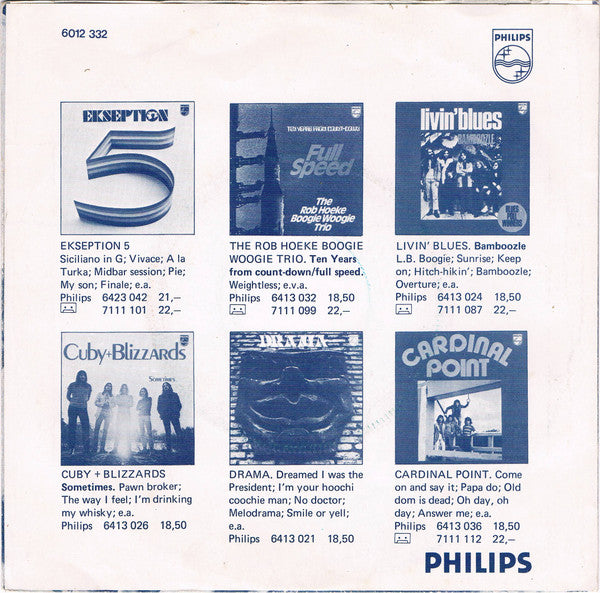 6012 332
PHILIPS
EKSEPTION
5
TEN YEARS FROM COUNT-DOWN
Full
Speed
The
Rob Hoeke
Boogie Woogie
Trio
livin'blues
BAMBOOZLE
EKSEPTION 5
Siciliano in G; Vivace; A la
Turka; Midbar session; Pie;
My son; Finale; e.a.
Philips 6423 042 21,—
7111 101 22,—
THE ROB HOEKE BOOGIE
WOOGIE TRIO. Ten Years
from count-down/full speed.
Weightless; e.v.a.
Philips 6413 032 18,50
7111 099 22,—
LIVIN' BLUES. Bamboozle
L.B. Boogie; Sunrise; Keep
on; Hitch-hikin'; Bamboozle;
Overture; e.a.
Philips 6413 024 18,50
7111 087 22,—
Cuby+Blizzards
SOMETIMES
DRAMA
CARDINAL
POINT
CUBY + BLIZZARDS
Sometimes. Pawn broker;
The way I feel; I'm drinking
my whisky; e.a.
Philips 6413 026 18,50
DRAMA. Dreamed I was the
President; I'm your hoochi
coochie man; No doctor;
Melodrama; Smile or yell;
e.a.
Philips 6413 021 18,50
CARDINAL POINT. Come
on and say it; Papa do; Old
dom is dead; Oh day, oh
day; Answer me; e.a.
Philips 6413 036 18,50
7111 112 22,—
PHILIPS